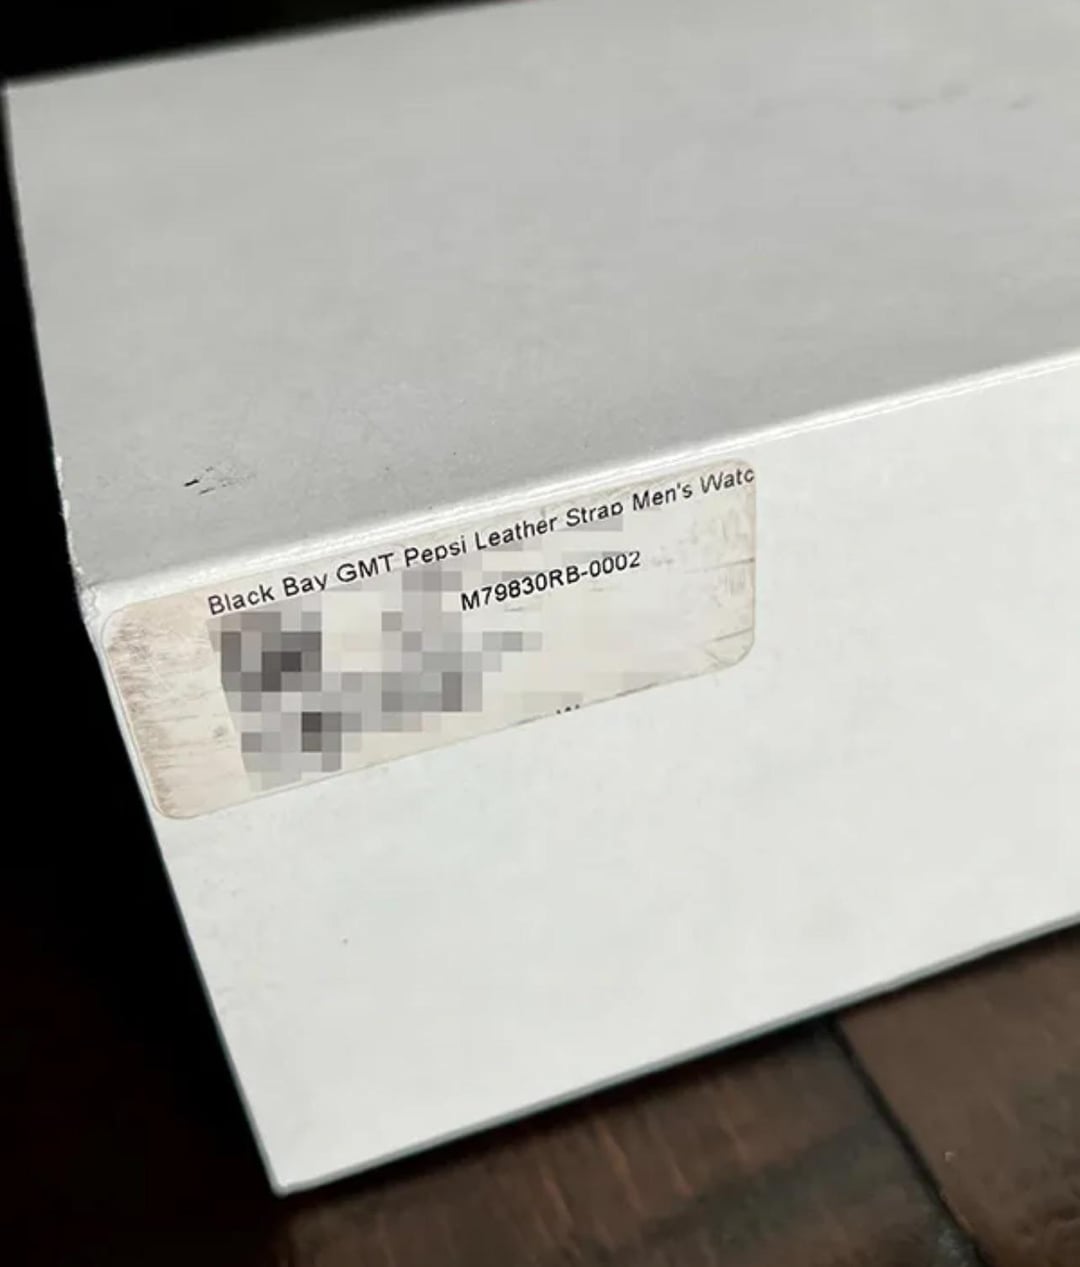 Black Bay GMT Pepsi Leather Strap Men's Watc
M79830RB-0002